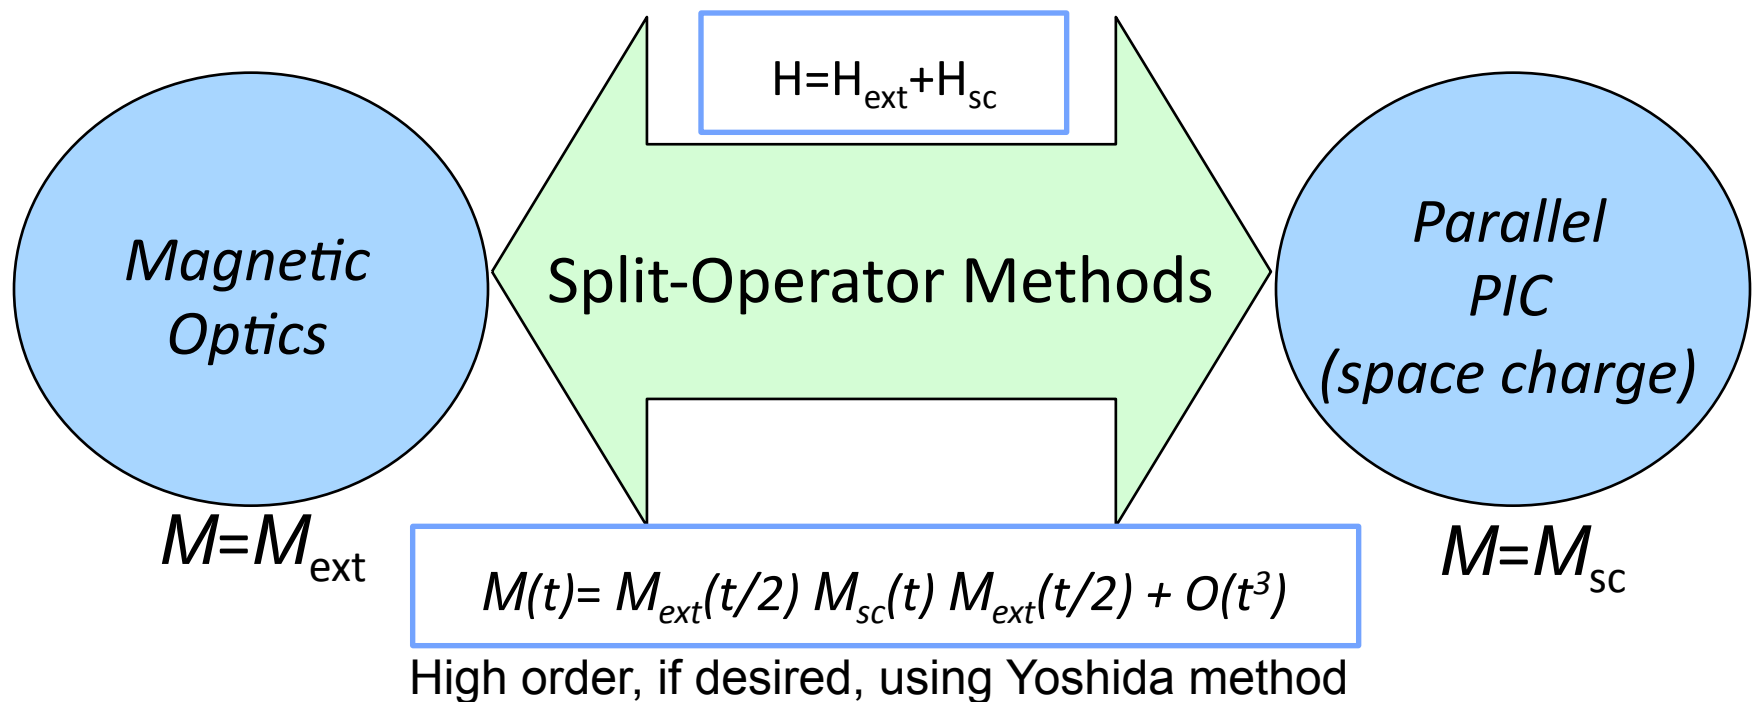 H=H_ext+H_sc
Magnetic
Optics
Split-Operator Methods
Parallel
PIC
(space charge)
M=M_ext
M=M_sc
M(t)= M_ext(t/2) M_sc(t) M_ext(t/2) + O(t³)
High order, if desired, using Yoshida method